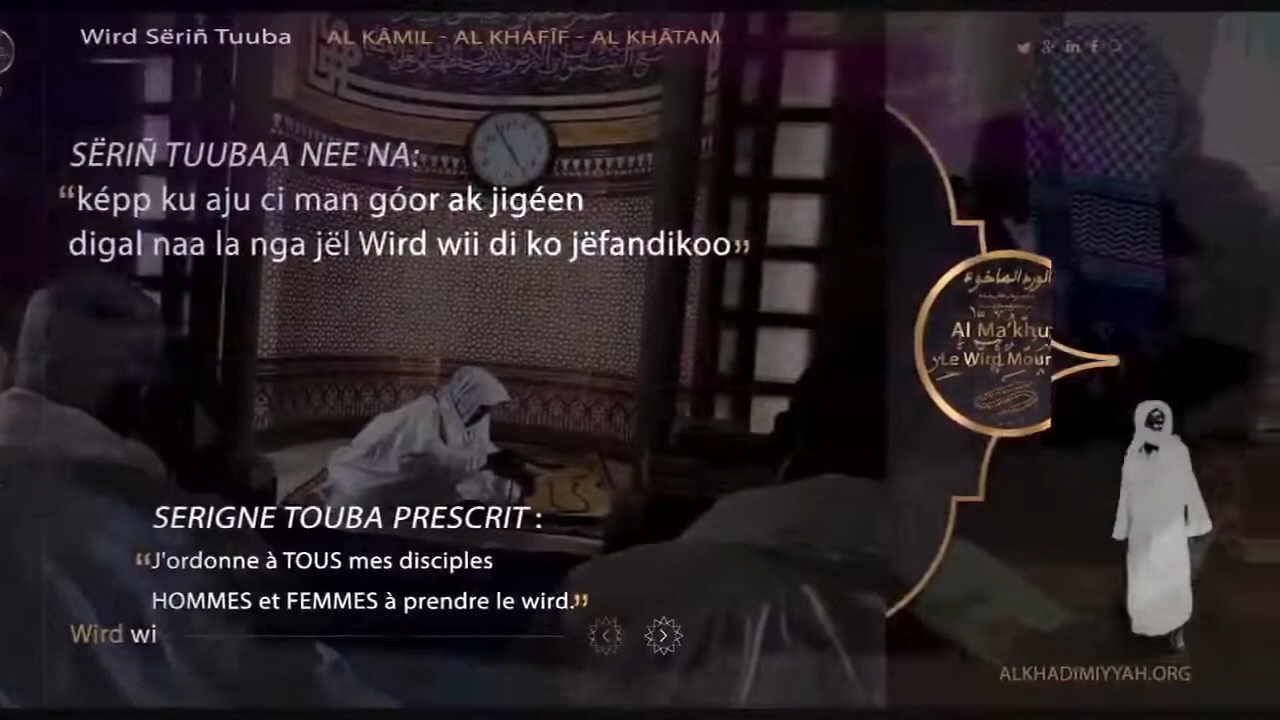 Wird Sëriñ Tuuba
AL KÂMIL - AL KHAFÎF - AL KHÂTAM
SËRIÑ TUUBAA NEE NA:
“képp ku aju ci man góor ak jigéen
digal naa la nga jël Wird wii di ko jëfandikoo”
Al Ma'khu
Le Wird Mour
SERIGNE TOUBA PRESCRIT :
“J'ordonne à TOUS mes disciples
HOMMES et FEMMES à prendre le wird.”
Wird wi
ALKHADIMIYYAH.ORG